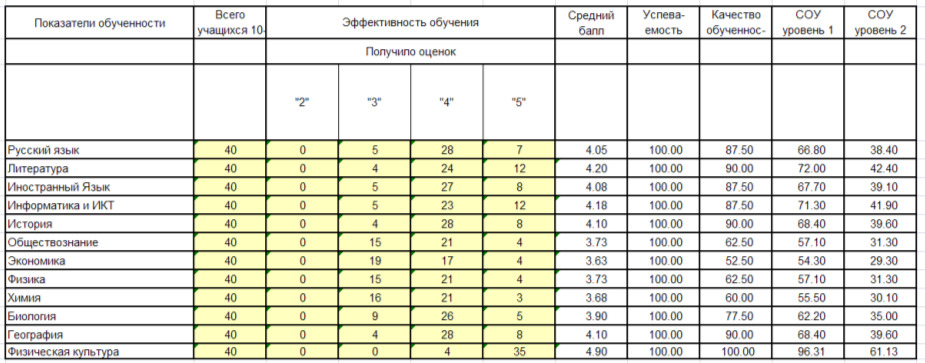 Показатели обученности Всего учащихся 10- Эффективность обучения Средний балл Успева-емость Качество обученнос- СОУ уровень 1 СОУ уровень 2
Получило оценок
"2" "3" "4" "5"
Русский язык 40 0 5 28 7 4.05 100.00 87.50 66.80 38.40
Литература 40 0 4 24 12 4.20 100.00 90.00 72.00 42.40
Иностранный Язык 40 0 5 27 8 4.08 100.00 87.50 67.70 39.10
Информатика и ИКТ 40 0 5 23 12 4.18 100.00 87.50 71.30 41.90
История 40 0 4 28 8 4.10 100.00 90.00 68.40 39.60
Обществознание 40 0 15 21 4 3.73 100.00 62.50 57.10 31.30
Экономика 40 0 19 17 4 3.63 100.00 52.50 54.30 29.30
Физика 40 0 15 21 4 3.73 100.00 62.50 57.10 31.30
Химия 40 0 16 21 3 3.68 100.00 60.00 55.50 30.10
Биология 40 0 9 26 5 3.90 100.00 77.50 62.20 35.00
География 40 0 4 28 8 4.10 100.00 90.00 68.40 39.60
Физическая культура 40 0 0 4 35 4.90 100.00 100.00 96.31 61.13